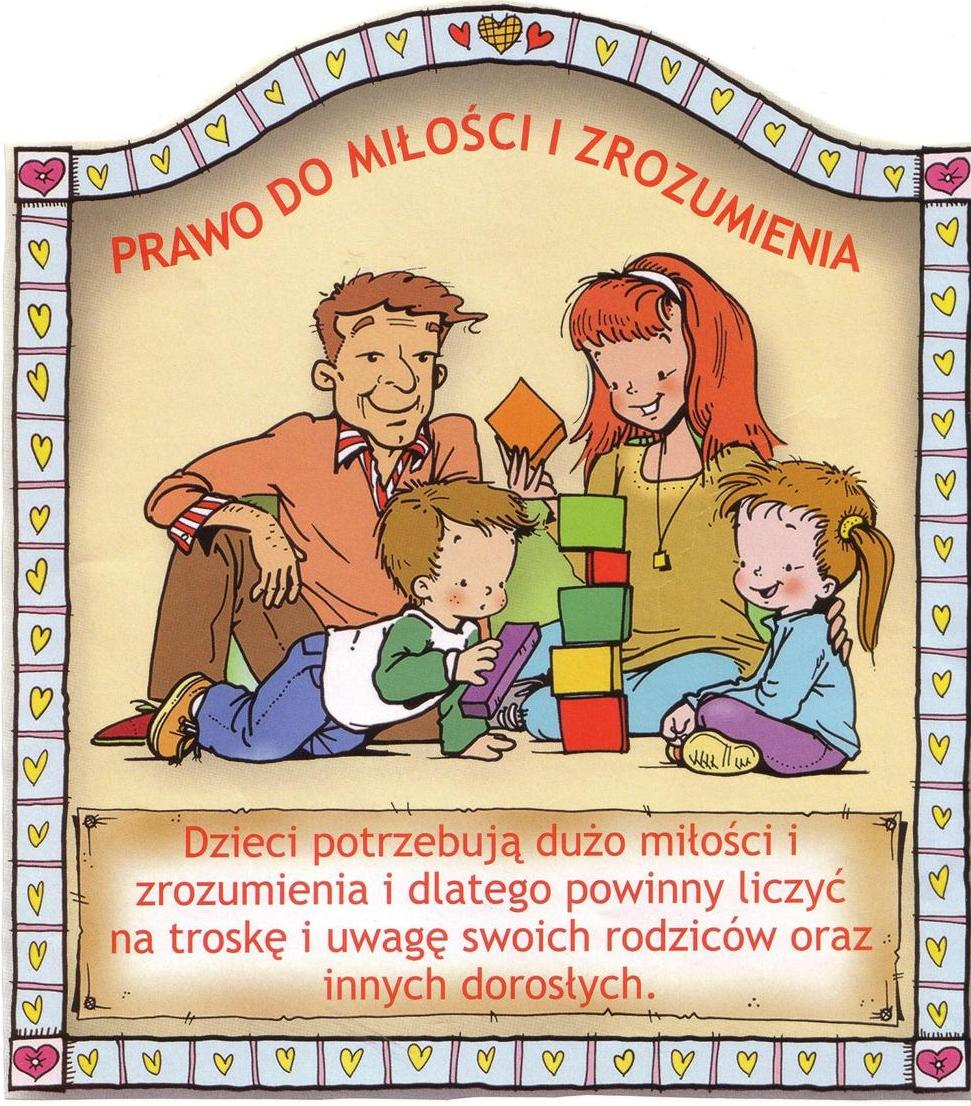 PRAWO DO MIŁOŚCI I ZROZUMIENIA
Dzieci potrzebują dużo miłości i
zrozumienia i dlatego powinny liczyć
na troskę i uwagę swoich rodziców oraz
innych dorosłych.